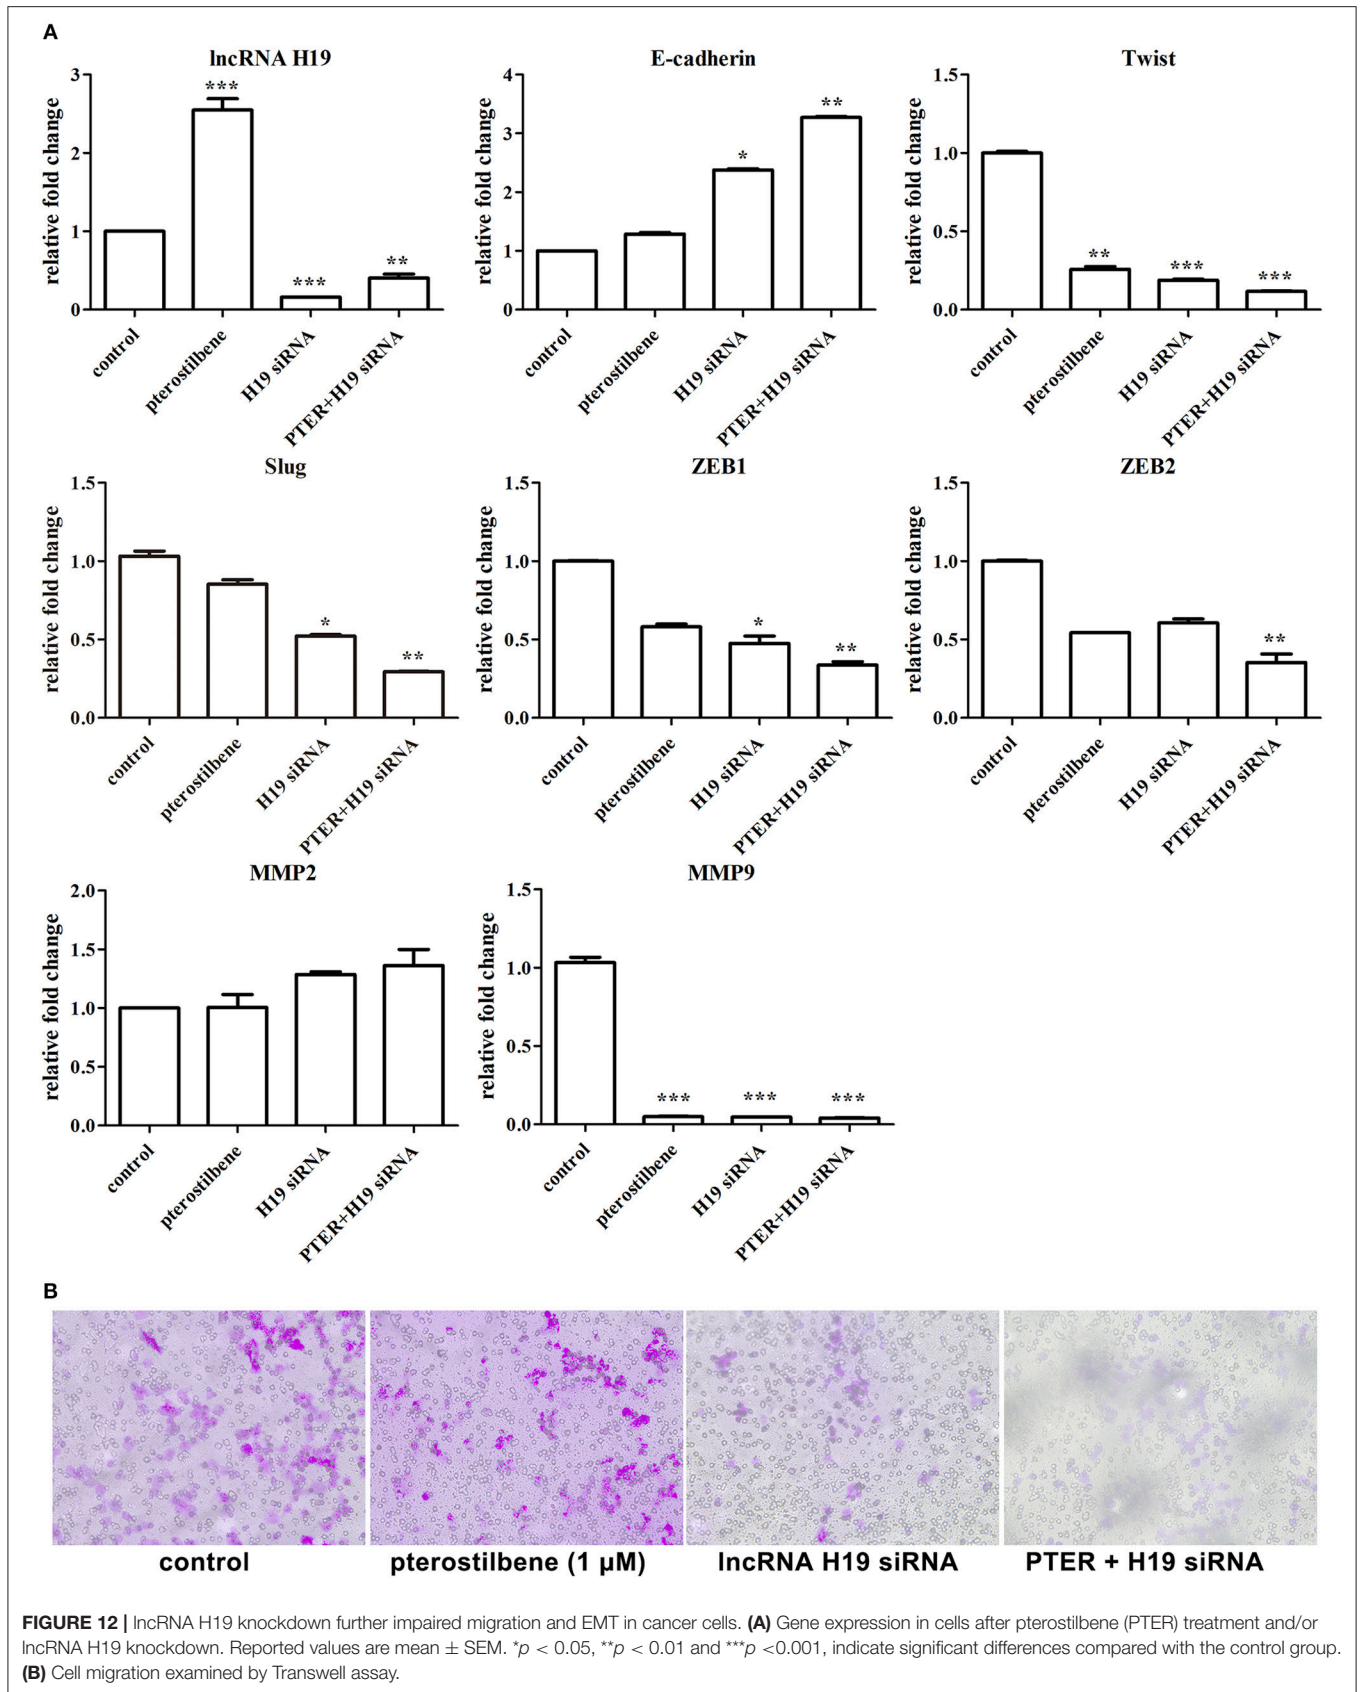 A
lncRNA H19
relative fold change
3
2
1
0
***
***
**
control
pterostilbene
H19 siRNA
PTER+H19 siRNA
E-cadherin
relative fold change
4
3
2
1
0
*
**
control
pterostilbene
H19 siRNA
PTER+H19 siRNA
Twist
relative fold change
1.5
1.0
0.5
0.0
**
***
***
control
pterostilbene
H19 siRNA
PTER+H19 siRNA
Slug
relative fold change
1.5
1.0
0.5
0.0
*
**
control
pterostilbene
H19 siRNA
PTER+H19 siRNA
ZEB1
relative fold change
1.5
1.0
0.5
0.0
*
**
control
pterostilbene
H19 siRNA
PTER+H19 siRNA
ZEB2
relative fold change
1.5
1.0
0.5
0.0
**
control
pterostilbene
H19 siRNA
PTER+H19 siRNA
MMP2
relative fold change
2.0
1.5
1.0
0.5
0.0
control
pterostilbene
H19 siRNA
PTER+H19 siRNA
MMP9
relative fold change
1.5
1.0
0.5
0.0
***
***
***
control
pterostilbene
H19 siRNA
PTER+H19 siRNA
B
control
pterostilbene (1 µM)
lncRNA H19 siRNA
PTER + H19 siRNA
FIGURE 12 | lncRNA H19 knockdown further impaired migration and EMT in cancer cells. (A) Gene expression in cells after pterostilbene (PTER) treatment and/or
lncRNA H19 knockdown. Reported values are mean ± SEM. *p < 0.05, **p < 0.01 and ***p <0.001, indicate significant differences compared with the control group.
(B) Cell migration examined by Transwell assay.